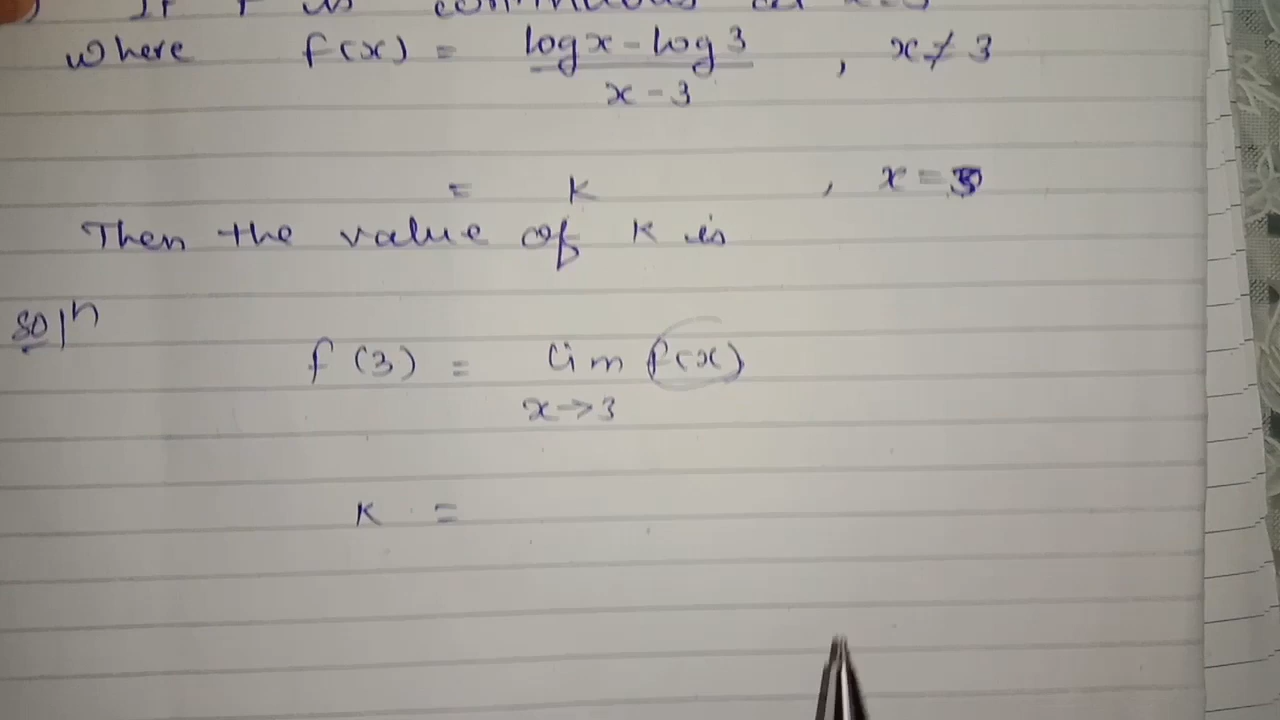 where f(x) = log x - log 3 / x - 3 , x ≠ 3
= k , x = 3
Then the value of k is
Soln
f(3) = lim f(x)
x→3
k =